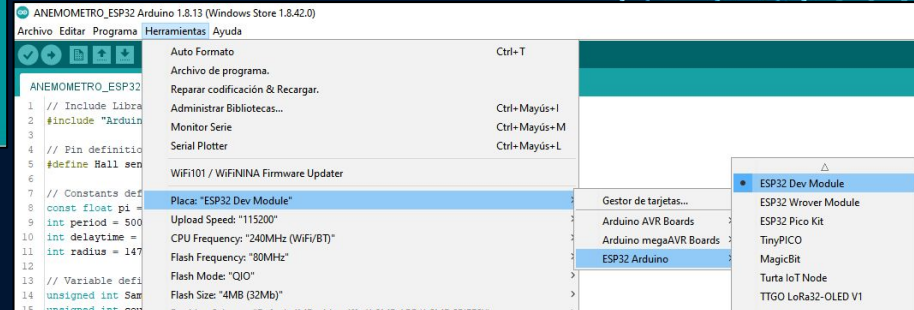 ANEMOMETRO_ESP32 Arduino 1.8.13 (Windows Store 1.8.42.0)
Archivo Editar Programa Herramientas Ayuda
ANEMOMETRO_ESP32
1 // Include Libra
2 #include "Arduin
3
4 // Pin definitio
5 #define Hall sen
6
7 // Constants def
8 const float pi =
9 int period = 500
10 int delaytime =
11 int radius = 147
12
13 // Variable defi
14 unsigned int Sam
15 unsigned int cou
Auto Formato Ctrl+T
Archivo de programa.
Reparar codificación & Recargar.
Administrar Bibliotecas... Ctrl+Mayús+I
Monitor Serie Ctrl+Mayús+M
Serial Plotter Ctrl+Mayús+L
WiFi101 / WiFiNINA Firmware Updater
Placa: "ESP32 Dev Module"
Upload Speed: "115200"
CPU Frequency: "240MHz (WiFi/BT)"
Flash Frequency: "80MHz"
Flash Mode: "QIO"
Flash Size: "4MB (32Mb)"
Gestor de tarjetas...
Arduino AVR Boards
Arduino megaAVR Boards
ESP32 Arduino
ESP32 Dev Module
ESP32 Wrover Module
ESP32 Pico Kit
TinyPICO
MagicBit
Turta IoT Node
TTGO LoRa32-OLED V1